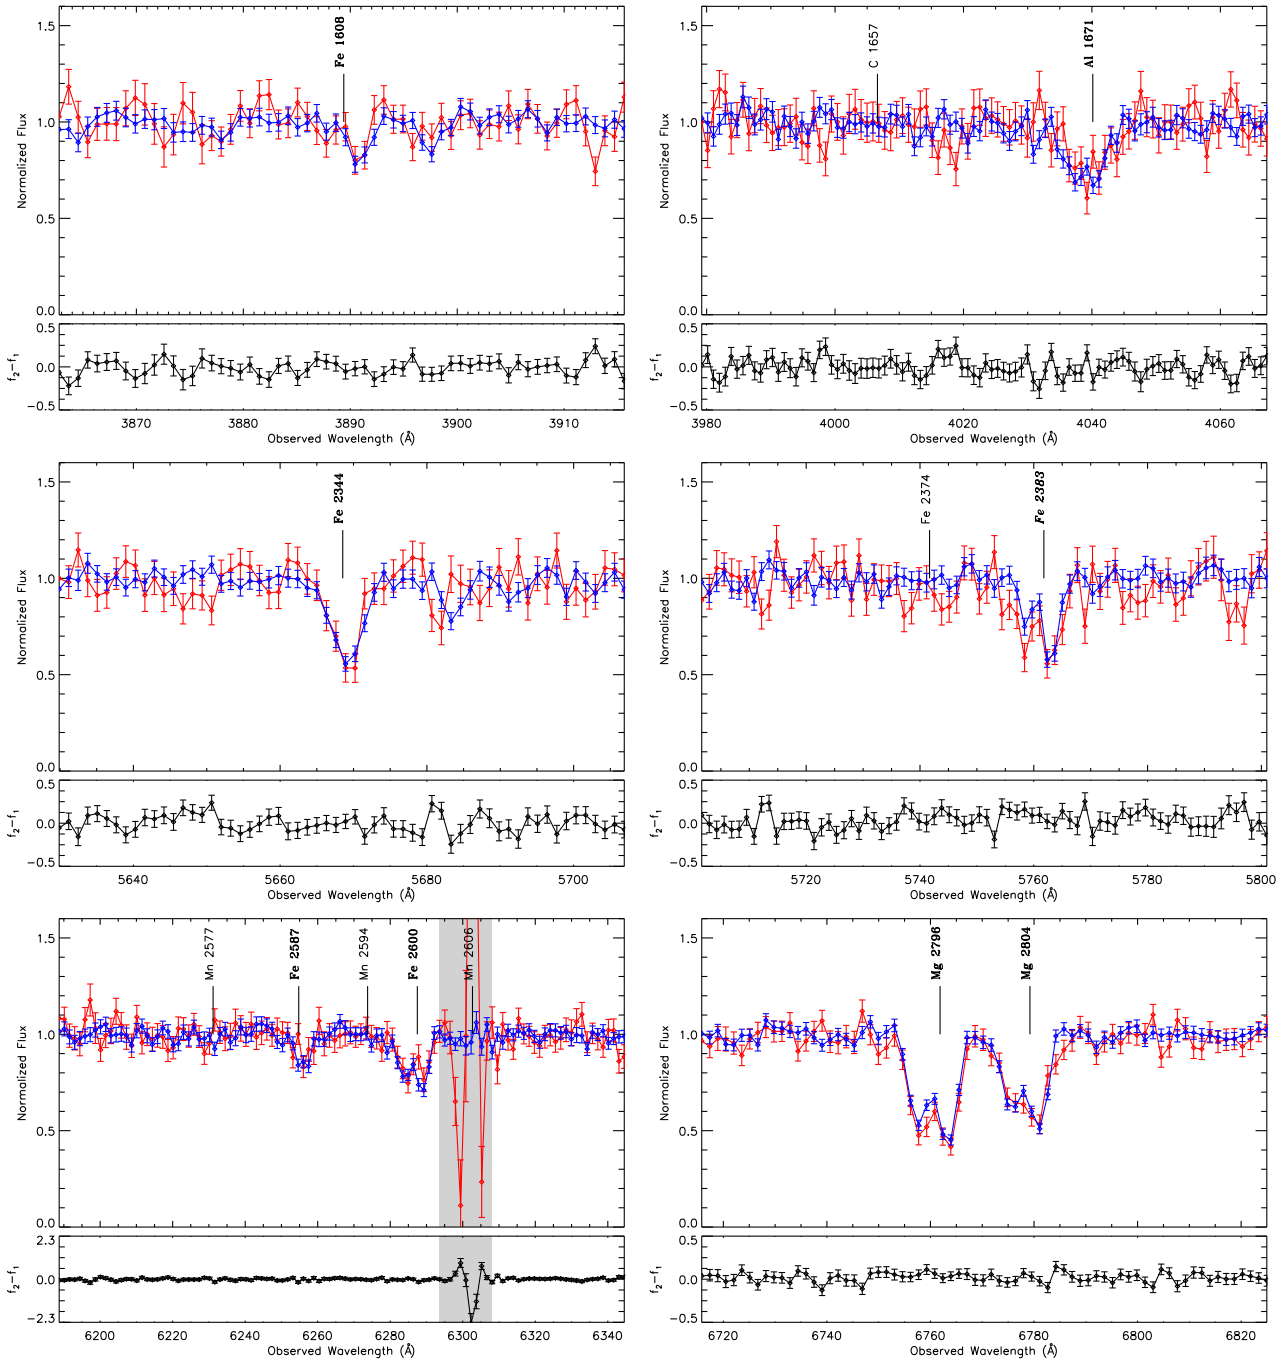 Fe 1608
1.5
1.0
0.5
0.0
Normalized Flux
0.5
0.0
−0.5
f2−f1
3870 3880 3890 3900 3910
Observed Wavelength (Å)
C 1657
Al 1671
1.5
1.0
0.5
0.0
Normalized Flux
0.5
0.0
−0.5
f2−f1
3980 4000 4020 4040 4060
Observed Wavelength (Å)
Fe 2344
1.5
1.0
0.5
0.0
Normalized Flux
0.5
0.0
−0.5
f2−f1
5640 5660 5680 5700
Observed Wavelength (Å)
Fe 2374
Fe 2383
1.5
1.0
0.5
0.0
Normalized Flux
0.5
0.0
−0.5
f2−f1
5720 5740 5760 5780 5800
Observed Wavelength (Å)
Mn 2577
Fe 2587
Mn 2594
Fe 2600
Mn 2606
1.5
1.0
0.5
0.0
Normalized Flux
2.3
0.0
−2.3
f2−f1
6200 6220 6240 6260 6280 6300 6320 6340
Observed Wavelength (Å)
Mg 2796
Mg 2804
1.5
1.0
0.5
0.0
Normalized Flux
0.5
0.0
−0.5
f2−f1
6720 6740 6760 6780 6800 6820
Observed Wavelength (Å)